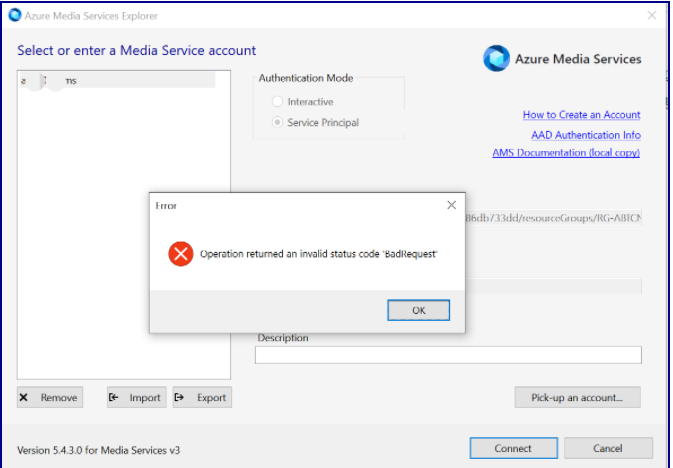 Azure Media Services Explorer
Select or enter a Media Service account
Azure Media Services
ms
Authentication Mode
Interactive
Service Principal
How to Create an Account
AAD Authentication Info
AMS Documentation (local copy)
Error
Operation returned an invalid status code 'BadRequest'
OK
86db733dd/resourceGroups/RG-ABTCN
Description
Remove
Import
Export
Pick-up an account...
Version 5.4.3.0 for Media Services v3
Connect
Cancel